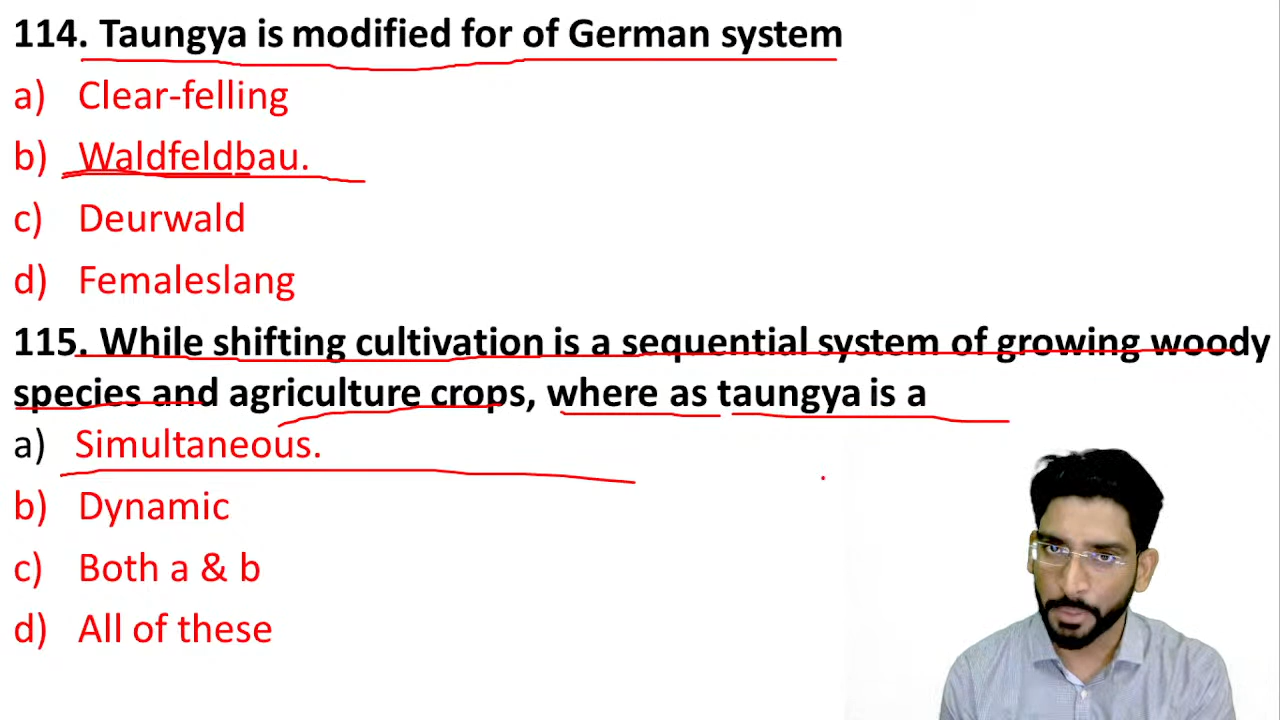 114. Taungya is modified for of German system
a) Clear-felling
b) Waldfeldbau.
c) Deurwald
d) Femaleslang
115. While shifting cultivation is a sequential system of growing woody
species and agriculture crops, where as taungya is a
a) Simultaneous.
b) Dynamic
c) Both a & b
d) All of these